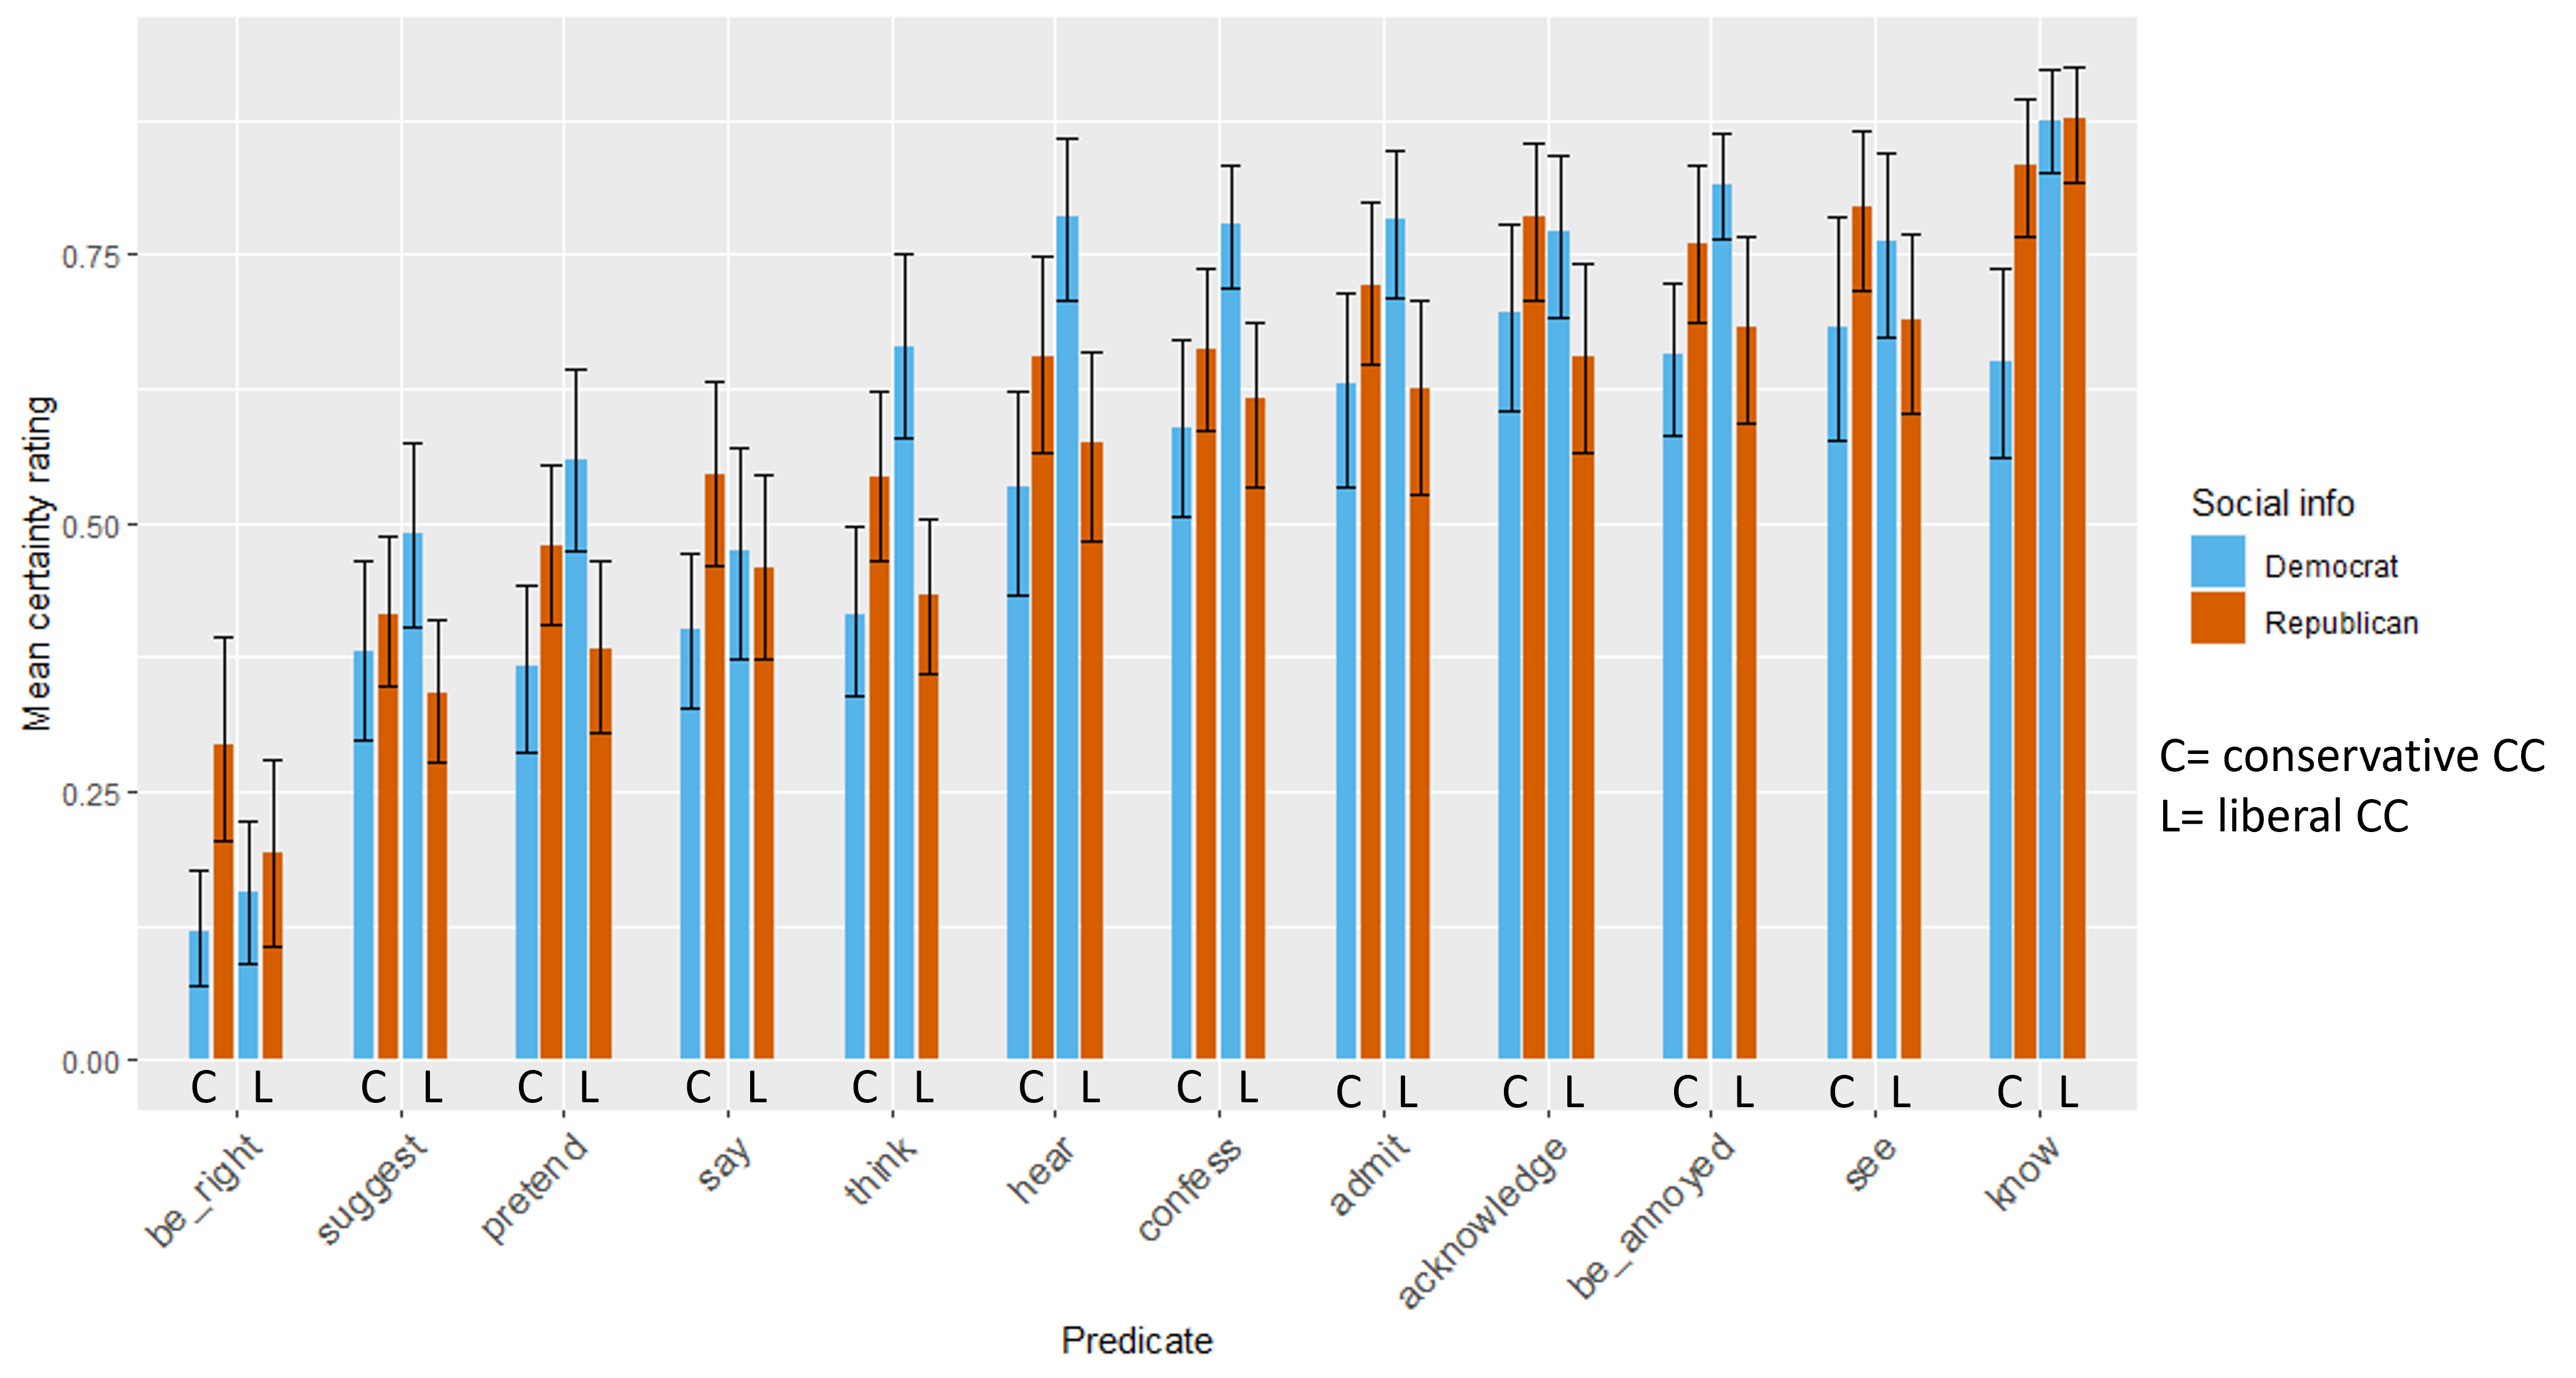 Mean certainty rating
0.75
0.50
0.25
0.00
C L C L C L C L C L C L C L C L C L C L C L C L
be_right suggest pretend say think hear confess admit acknowledge be_annoyed see know
Predicate
Social info
Democrat
Republican
C= conservative CC
L= liberal CC